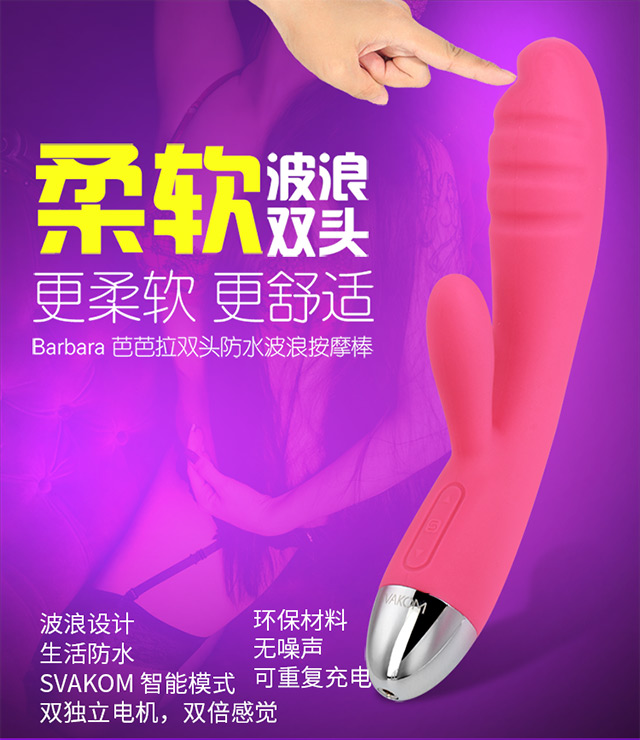 柔软波浪双头
更柔软 更舒适
Barbara 芭芭拉双头防水波浪按摩棒
SVAKOM
波浪设计
生活防水
SVAKOM 智能模式
双独立电机，双倍感觉
环保材料
无噪声
可重复充电